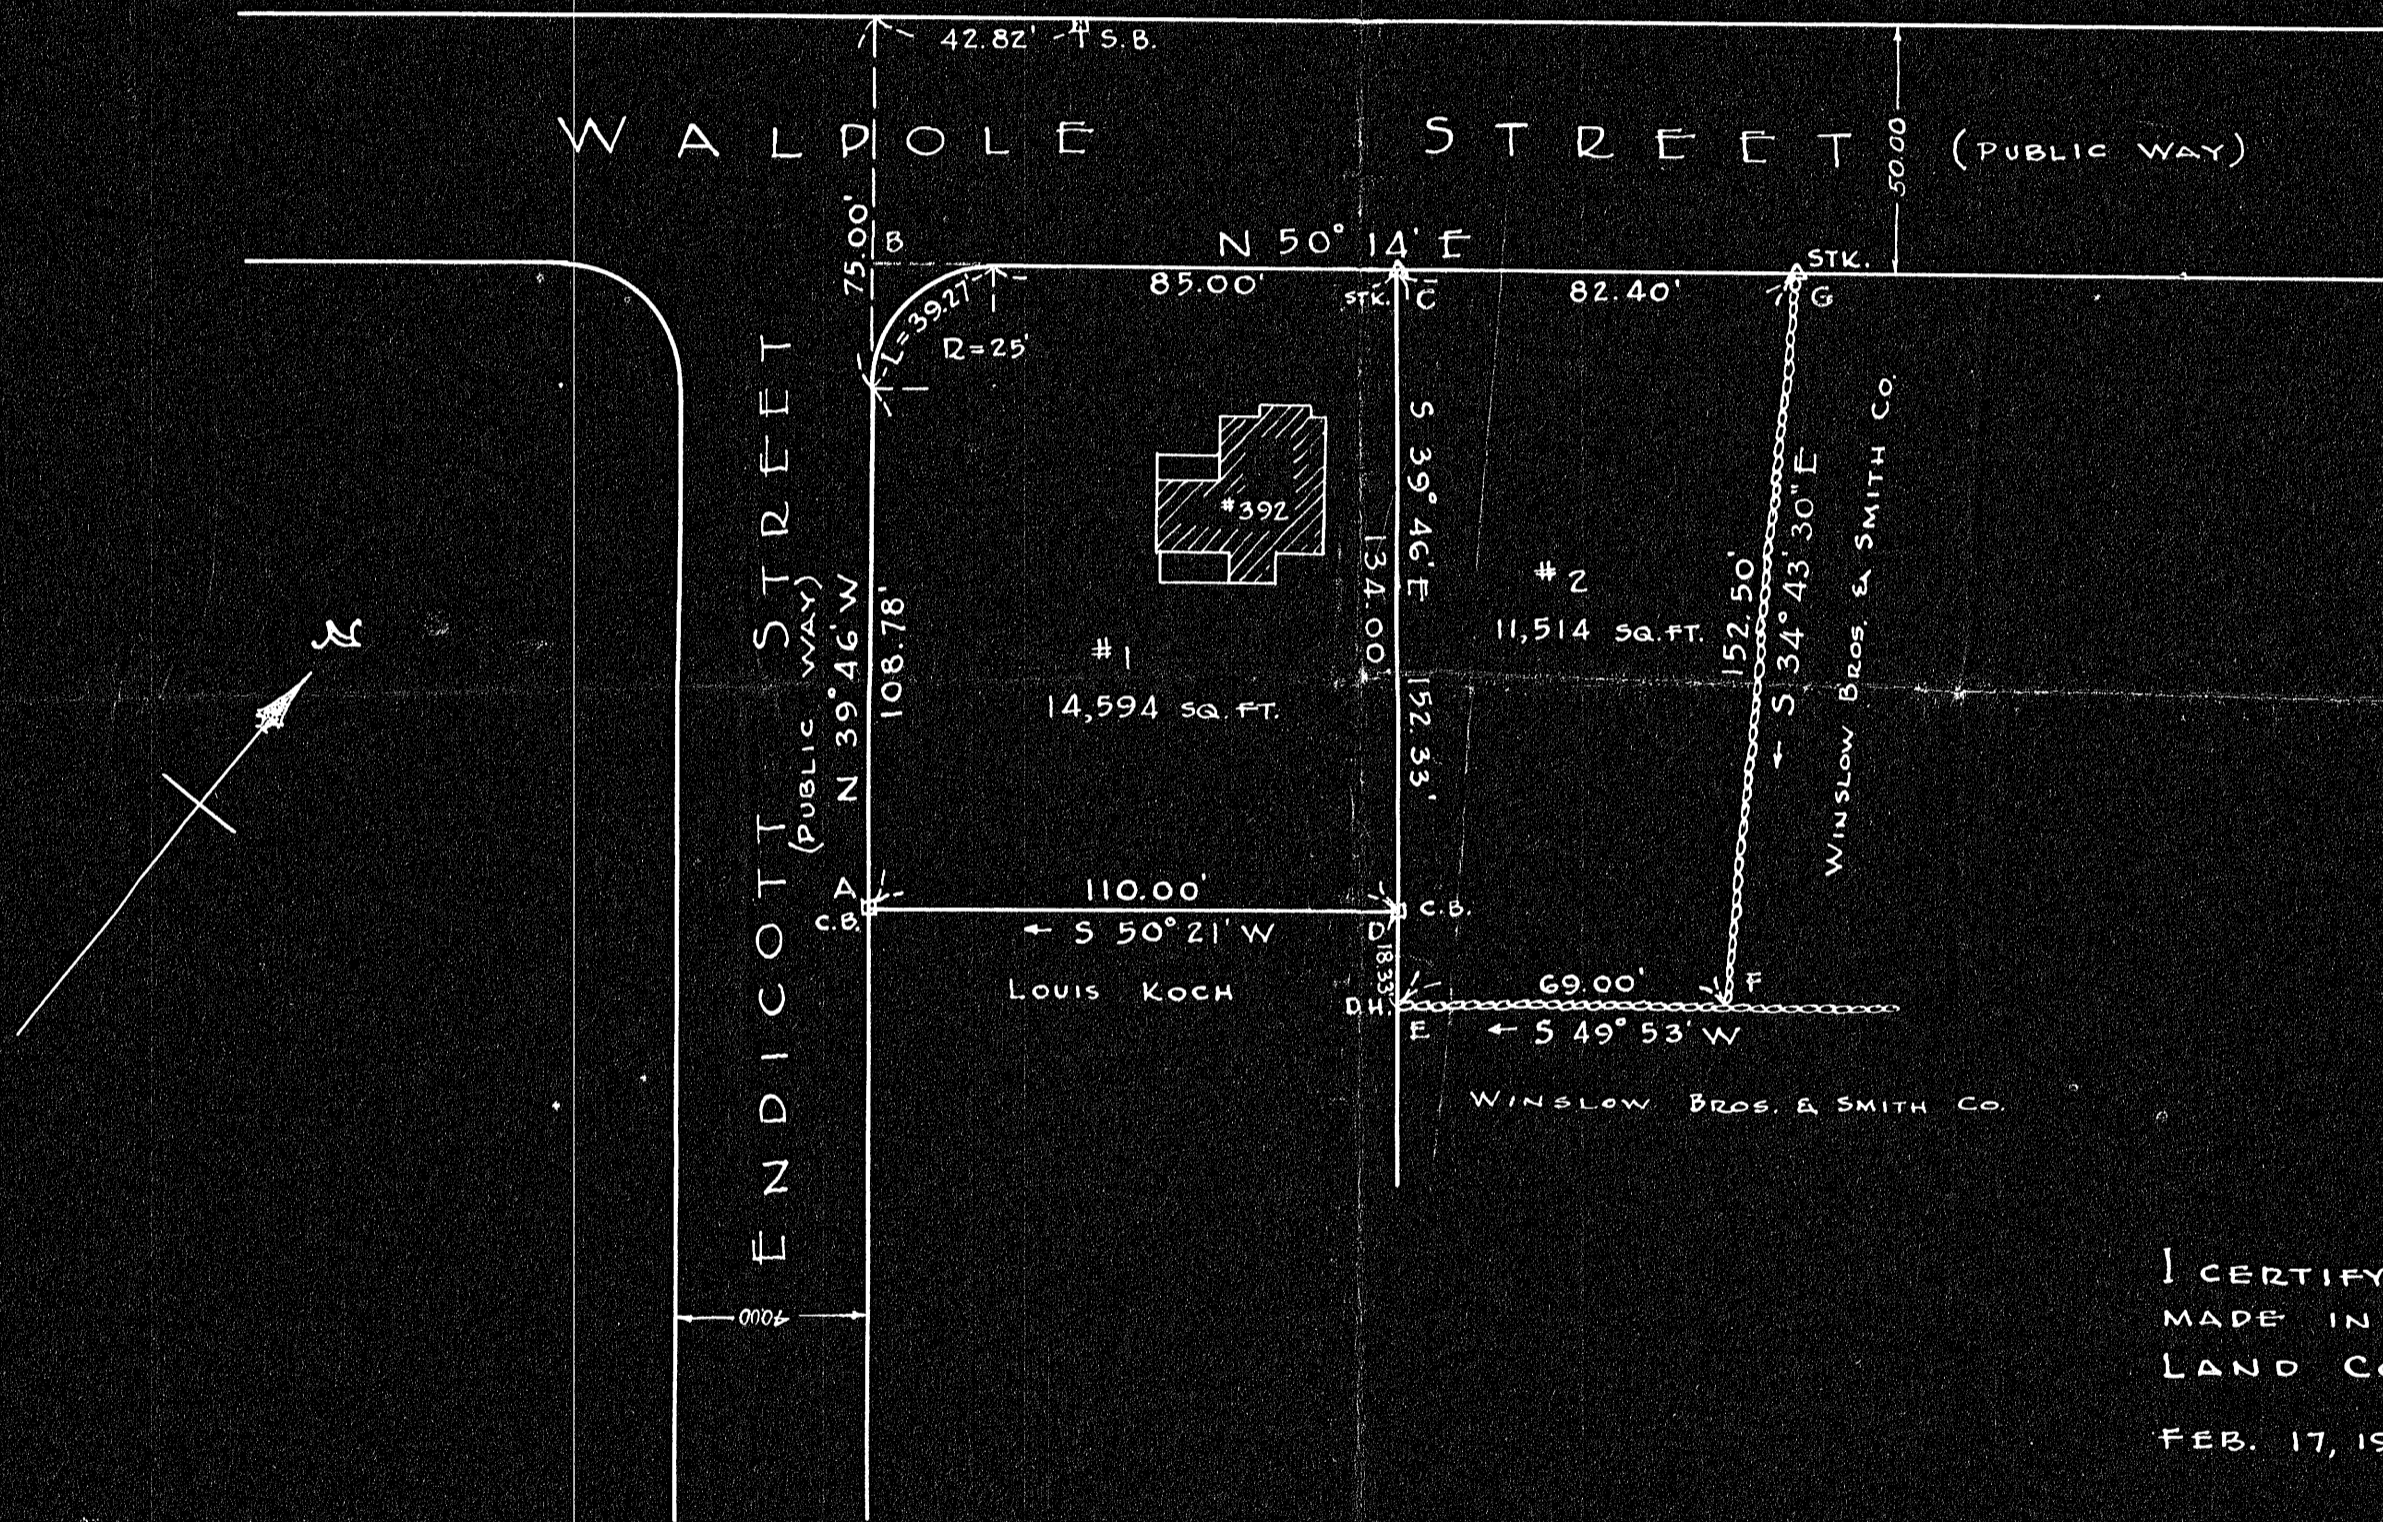 42.82' S.B.
WALPOLE STREET (PUBLIC WAY)
50.00
75.00'
B
N 50° 14' E
85.00'
STK.
C
82.40'
STK.
G
L=39.27'
R=25'
ENDICOTT STREET
(PUBLIC WAY)
N 39° 46' W
108.78'
#392
#1
14,594 SQ. FT.
S 39° 46' E
134.00'
152.33'
#2
11,514 SQ. FT.
152.50'
← S 34° 43' 30" E
WINSLOW BROS. & SMITH CO.
N
A
C.B.
110.00'
← S 50° 21' W
C.B.
D
18.33'
LOUIS KOCH
D.H.
E
69.00'
F
← S 49° 53' W
WINSLOW BROS. & SMITH CO.
40.00
I CERTIFY
MADE IN
LAND
FEB. 17,